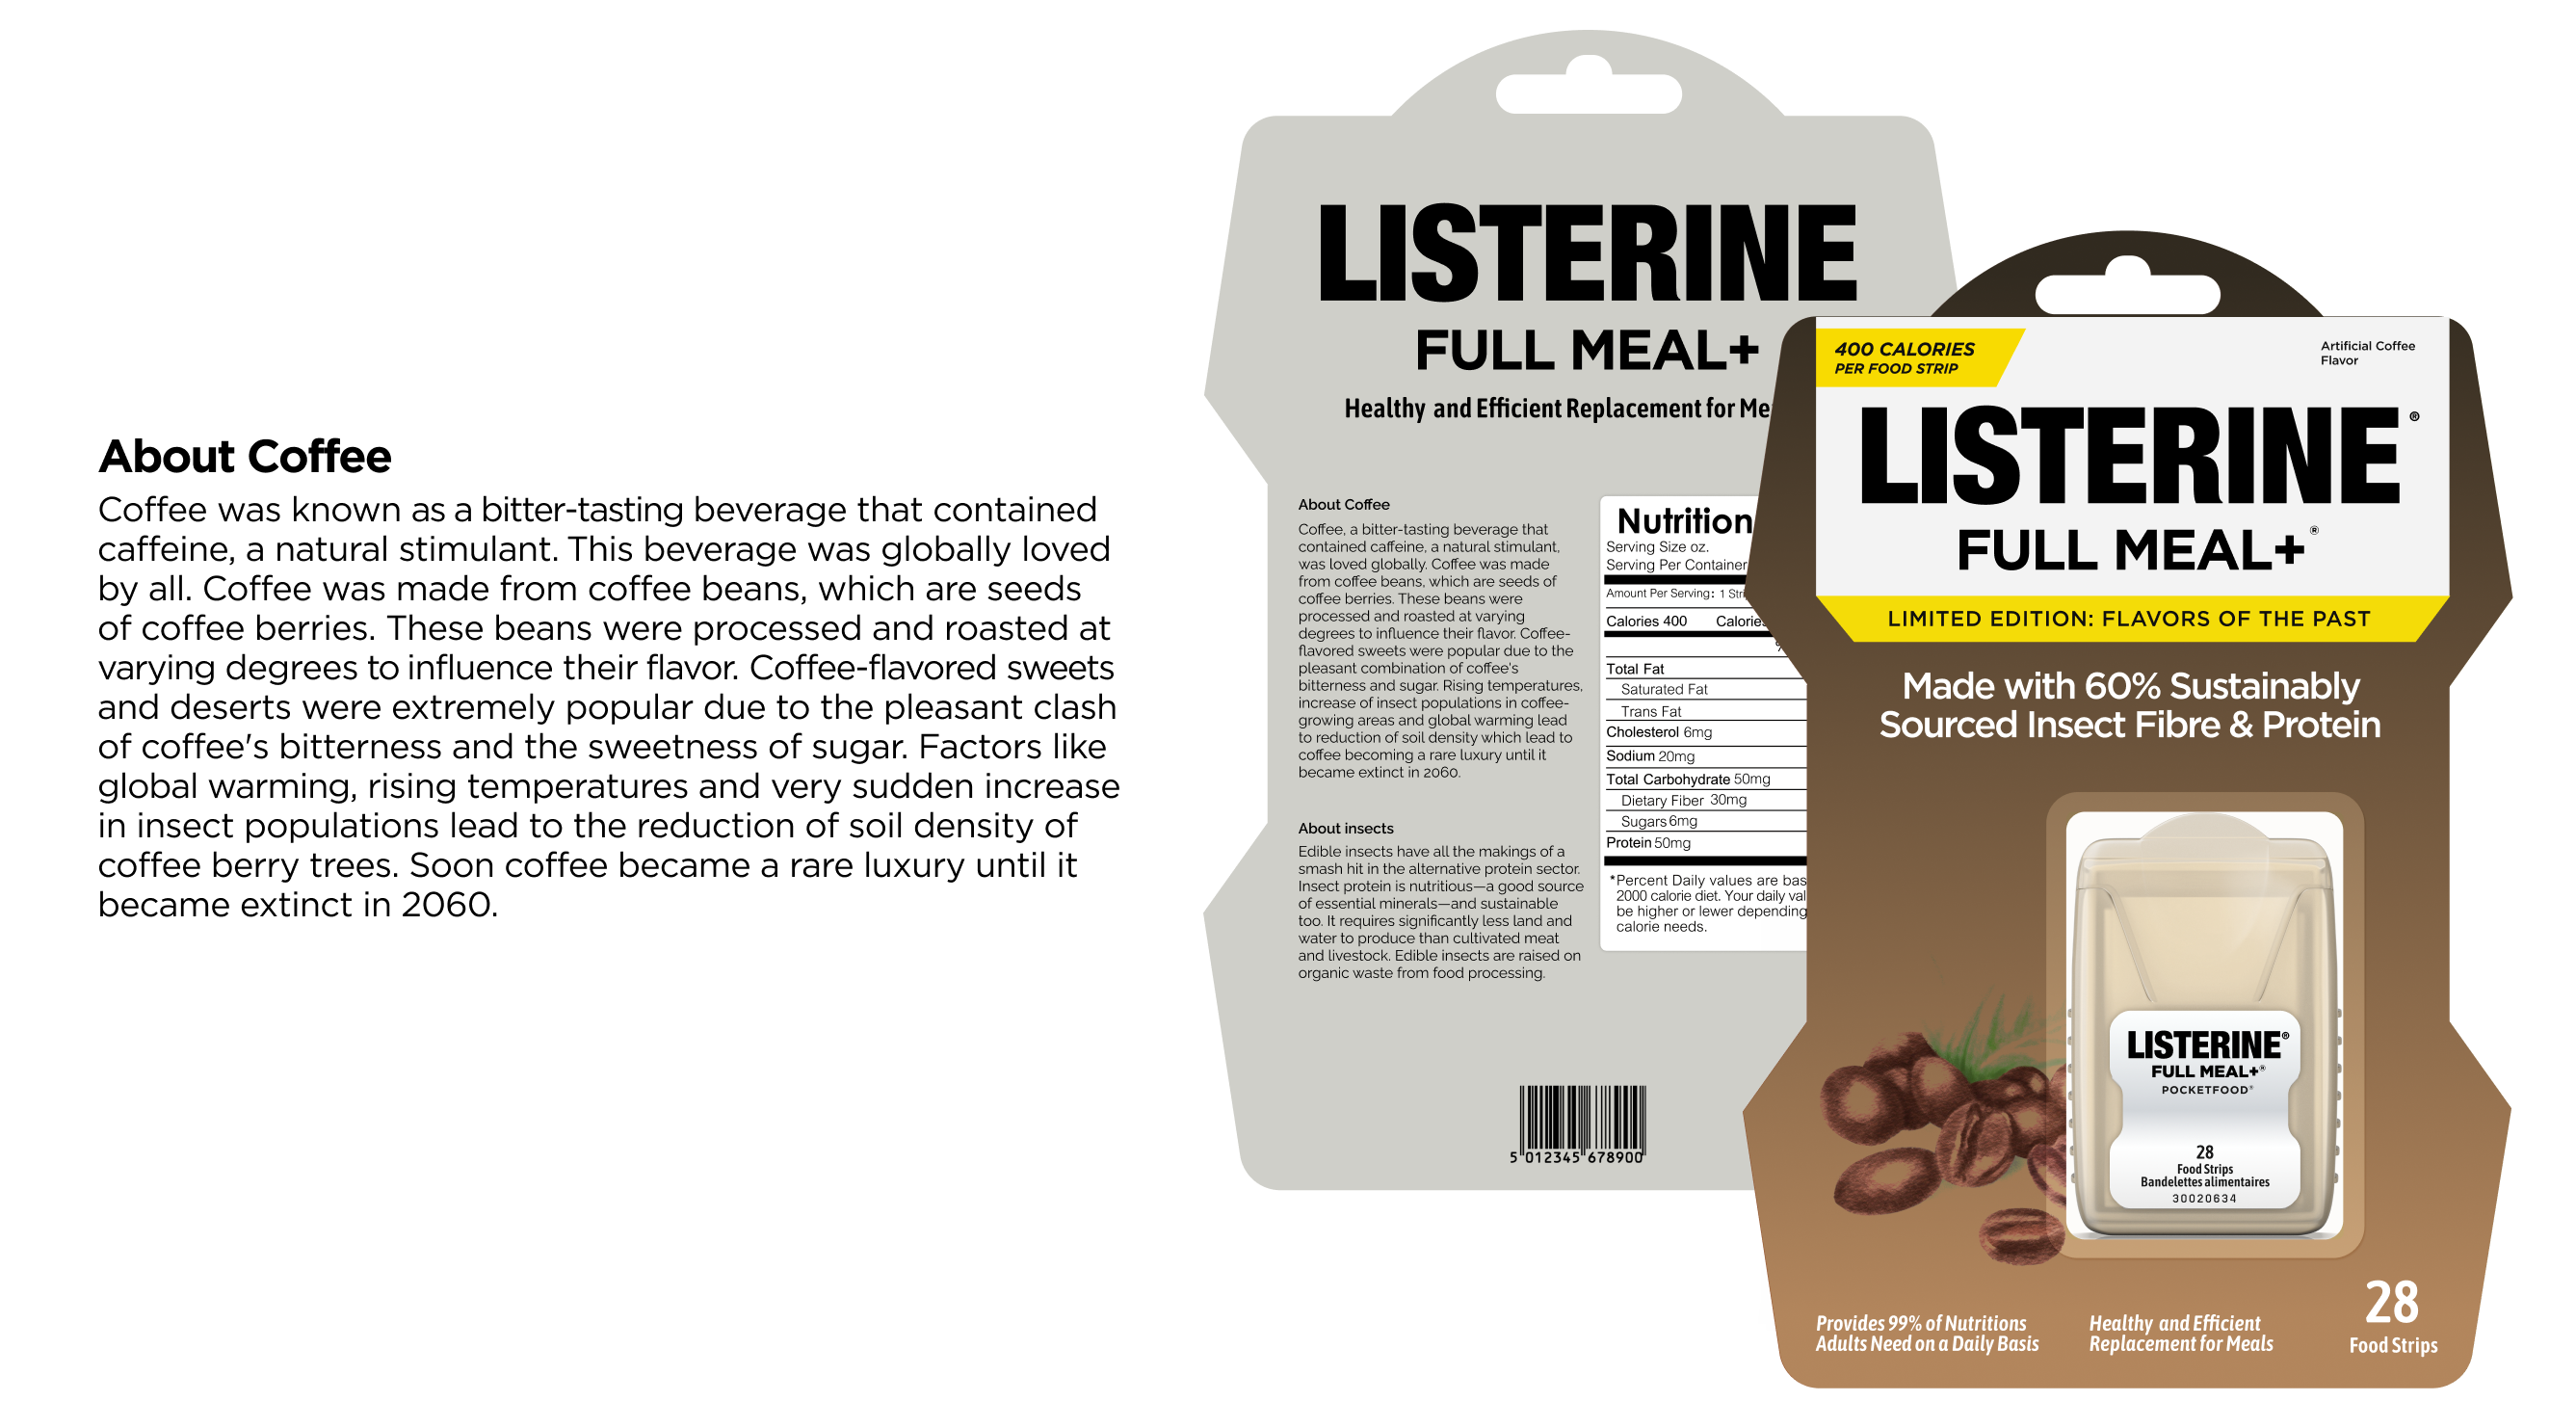 About Coffee
Coffee was known as a bitter-tasting beverage that contained
caffeine, a natural stimulant. This beverage was globally loved
by all. Coffee was made from coffee beans, which are seeds
of coffee berries. These beans were processed and roasted at
varying degrees to influence their flavor. Coffee-flavored sweets
and deserts were extremely popular due to the pleasant clash
of coffee's bitterness and the sweetness of sugar. Factors like
global warming, rising temperatures and very sudden increase
in insect populations lead to the reduction of soil density of
coffee berry trees. Soon coffee became a rare luxury until it
became extinct in 2060.
LISTERINE
FULL MEAL+
Healthy and Efficient Replacement for
About Coffee
Coffee, a bitter-tasting beverage that
contained caffeine, a natural stimulant,
was loved globally. Coffee was made
from coffee beans, which are seeds of
coffee berries. These beans were
processed and roasted at varying
degrees to influence their flavor. Coffee-
flavored sweets were popular due to the
pleasant combination of coffee's
bitterness and sugar. Rising temperatures,
increase of insect populations in coffee-
growing areas and global warming lead
to reduction of soil density which lead to
coffee becoming a rare luxury until it
became extinct in 2060.
About insects
Edible insects have all the makings of a
smash hit in the alternative protein sector.
Insect protein is nutritious—a good source
of essential minerals—and sustainable
too. It requires significantly less land and
water to produce than cultivated meat
and livestock. Edible insects are raised on
organic waste from food processing.
Nutrition
Serving Size oz.
Serving Per Container
Amount Per Serving: 1
Calories 400
Total Fat
Saturated Fat
Trans Fat
Cholesterol 6mg
Sodium 20mg
Total Carbohydrate 50mg
Dietary Fiber 30mg
Sugars 6mg
Protein 50mg
*Percent Daily values are
2000 calorie diet. Your daily
be higher or lewer depending
calorie needs.
5 012345 678900
400 CALORIES
PER FOOD STRIP
Artificial Coffee
Flavor
LISTERINE®
FULL MEAL+®
LIMITED EDITION: FLAVORS OF THE PAST
Made with 60% Sustainably
Sourced Insect Fibre & Protein
LISTERINE®
FULL MEAL+®
POCKETFOOD®
28
Food Strips
Bandelettes alimentaires
30020634
Provides 99% of Nutritions
Adults Need on a Daily Basis
Healthy and Efficient
Replacement for Meals
28
Food Strips